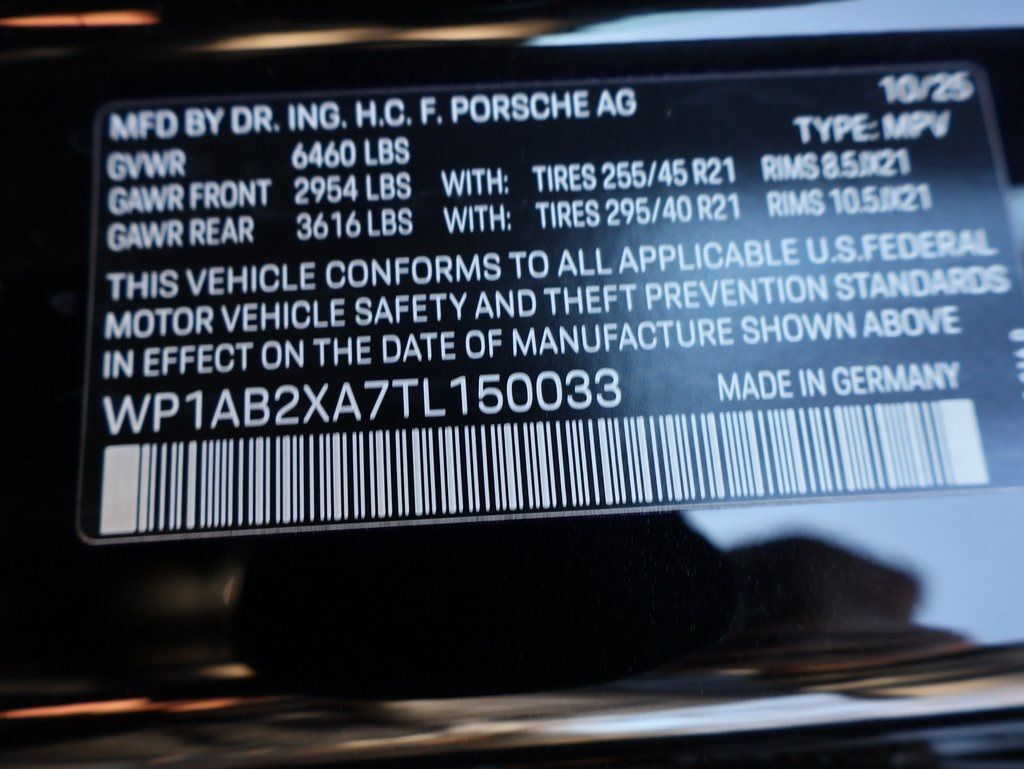 10/25
MFD BY DR. ING. H.C. F. PORSCHE AG TYPE: MPV
GVWR 6460 LBS
GAWR FRONT 2954 LBS WITH: TIRES 255/45 R21 RIMS 8.5JX21
GAWR REAR 3616 LBS WITH: TIRES 295/40 R21 RIMS 10.5JX21
THIS VEHICLE CONFORMS TO ALL APPLICABLE U.S.FEDERAL
MOTOR VEHICLE SAFETY AND THEFT PREVENTION STANDARDS
IN EFFECT ON THE DATE OF MANUFACTURE SHOWN ABOVE
WP1AB2XA7TL150033 MADE IN GERMANY